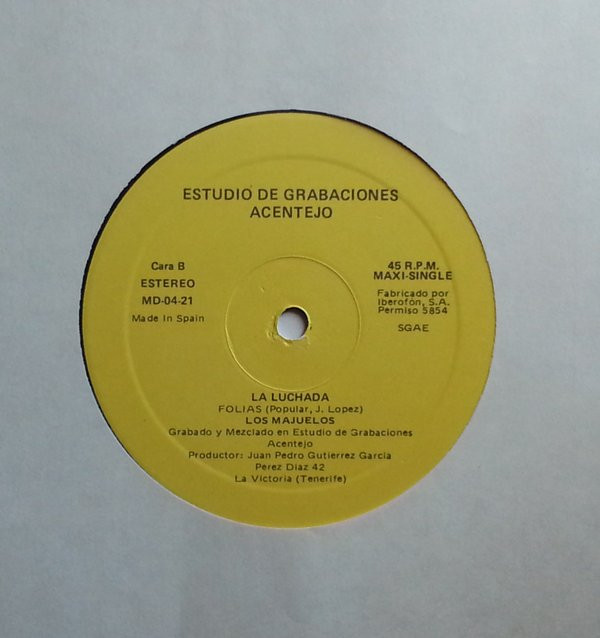 ESTUDIO DE GRABACIONES
ACENTEJO
Cara B
ESTEREO
MD-04-21
Made In Spain
45 R.P.M.
MAXI-SINGLE
Fabricado por
Iberofón, S.A.
Permiso 5854
SGAE
LA LUCHADA
FOLIAS (Popular, J. Lopez)
LOS MAJUELOS
Grabado y Mezclado en Estudio de Grabaciones
Acentejo
Productor: Juan Pedro Gutierrez Garcia
Perez Diaz 42
La Victoria (Tenerife)